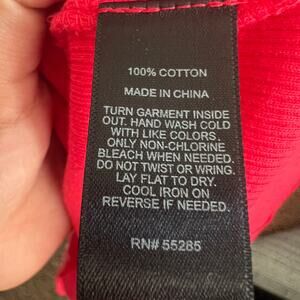 100% COTTON
MADE IN CHINA
TURN GARMENT INSIDE
OUT. HAND WASH COLD
WITH LIKE COLORS.
ONLY NON-CHLORINE
BLEACH WHEN NEEDED.
DO NOT TWIST OR WRING.
LAY FLAT TO DRY.
COOL IRON ON
REVERSE IF NEEDED.
RN# 55285